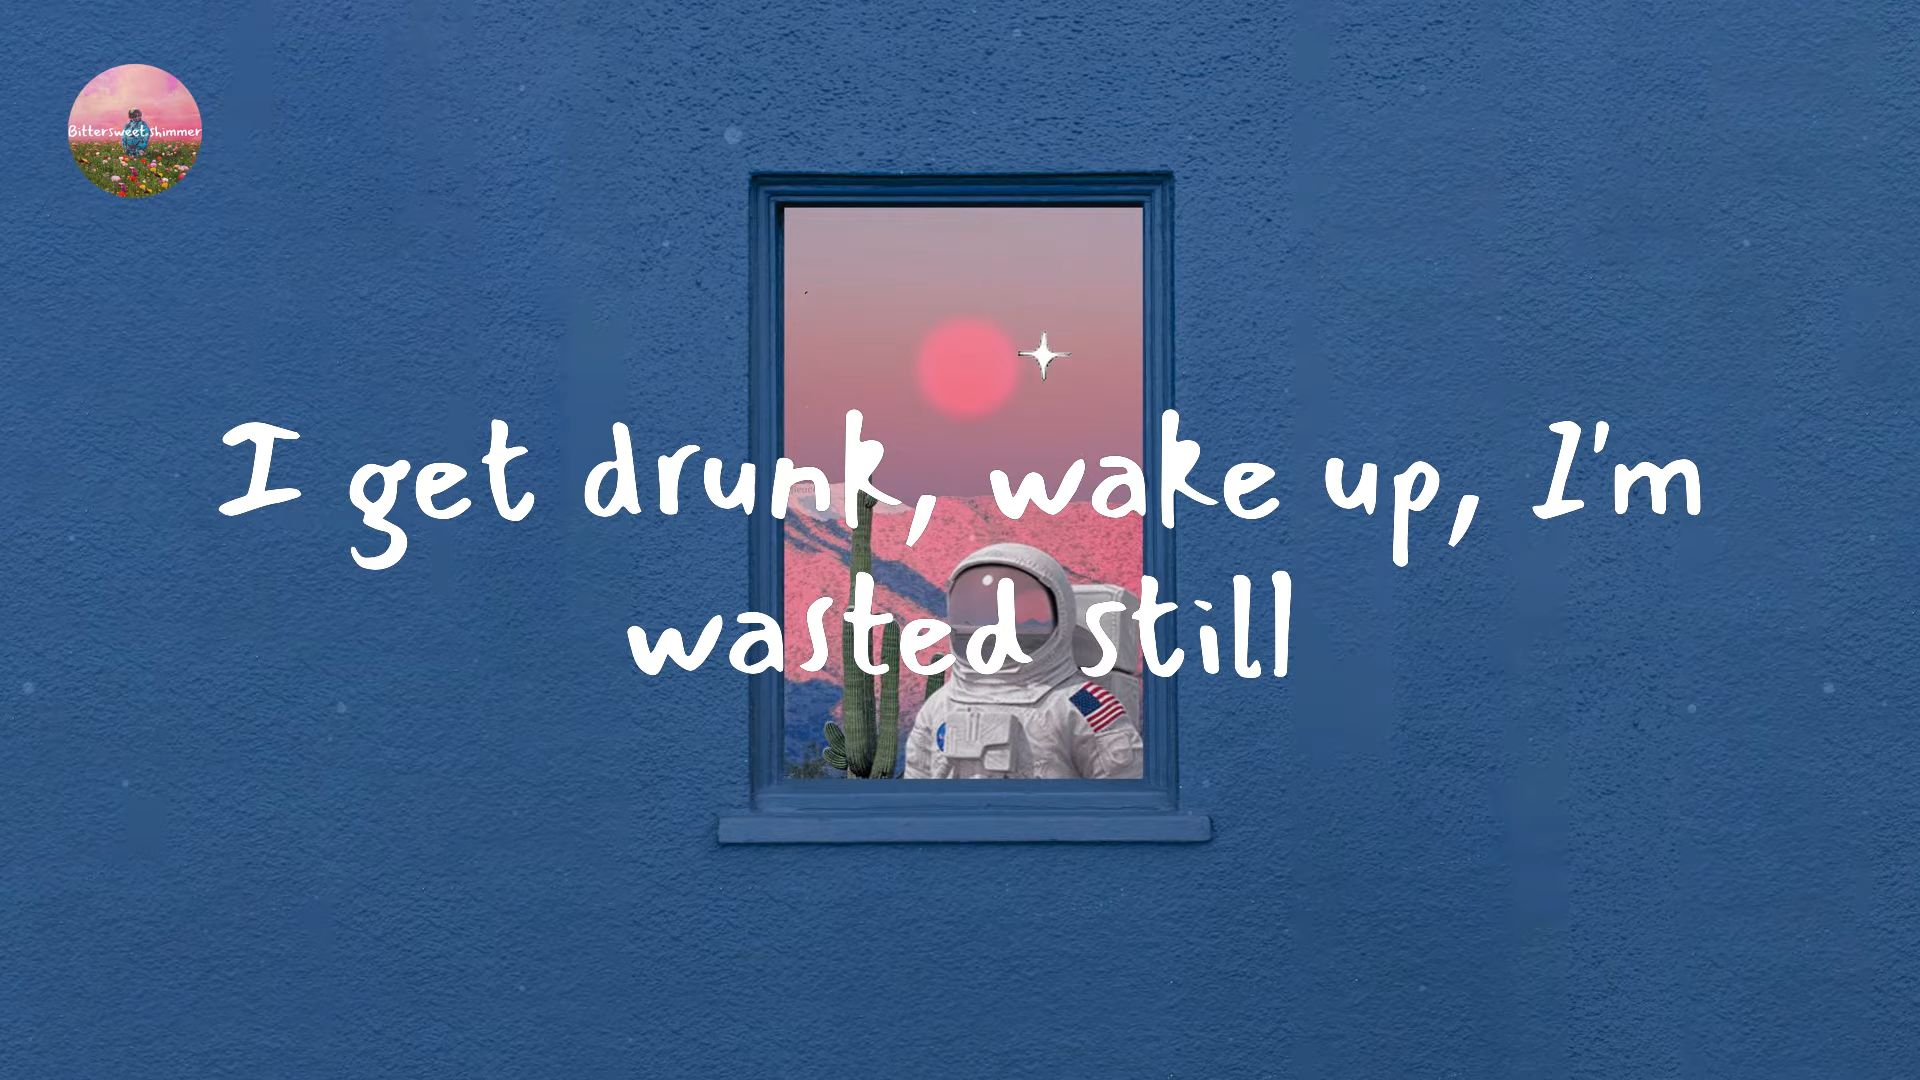 Bittersweet shimmer
I get drunk, wake up, I'm
wasted still